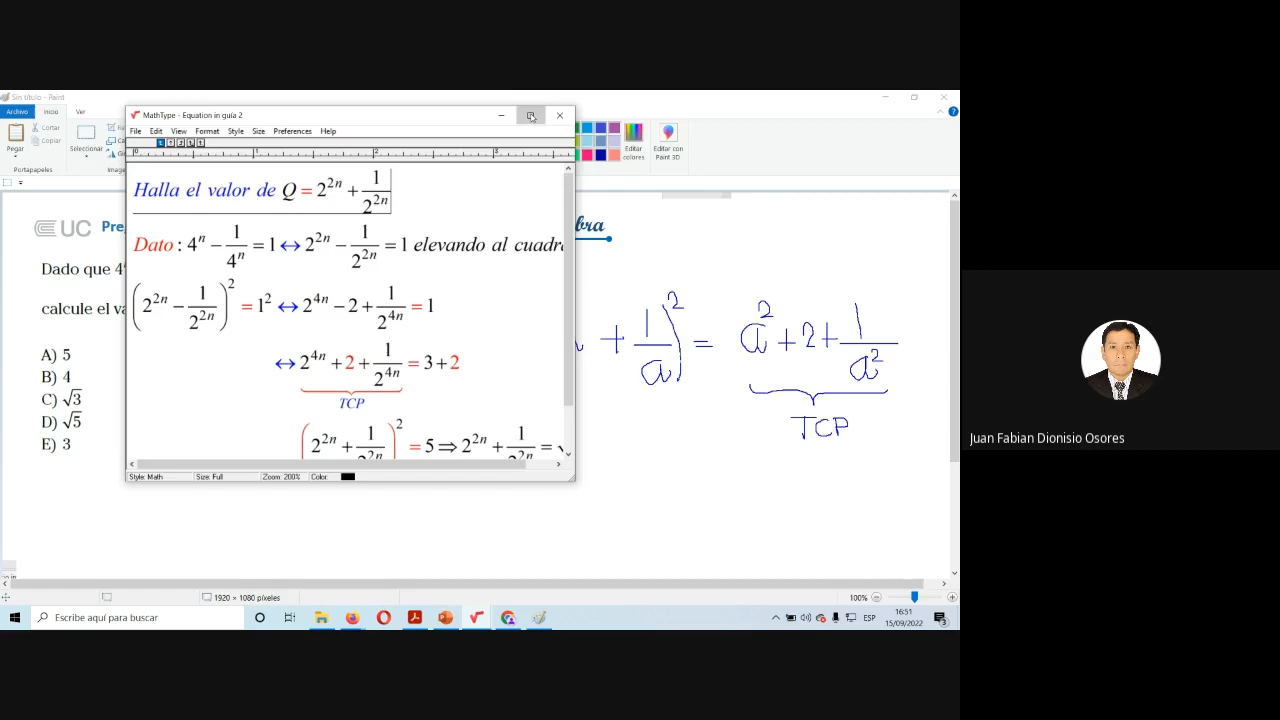 Sin título - Paint
Archivo Inicio Ver
Pegar
Cortar
Copiar
Seleccionar
Portapapeles
Editar colores
Editar con Paint 3D
MathType - Equation in guía 2
File Edit View Format Style Size Preferences Help
Halla el valor de Q = 2^{2n} + 1/2^{2n}
Dato : 4^n − 1/4^n = 1 ↔ 2^{2n} − 1/2^{2n} = 1 elevando al
(2^{2n} − 1/2^{2n})^2 = 1^2 ↔ 2^{4n} − 2 + 1/2^{4n} = 1
↔ 2^{4n} + 2 + 1/2^{4n} = 3 + 2
TCP
(2^{2n} + 1/2^{2n})^2 = 5 ⇒ 2^{2n} + 1/2^{2n} =
Style: Math Size: Full Zoom: 200% Color:
UC
Dado que 4
calcule el
A) 5
B) 4
C) √3
D) √5
E) 3
+ 1/a)^2 = a^2 + 2 + 1/a^2
TCP
1920 × 1080 píxeles
100%
Escribe aquí para buscar
ESP
16:51
15/09/2022
3
Juan Fabian Dionisio Osores